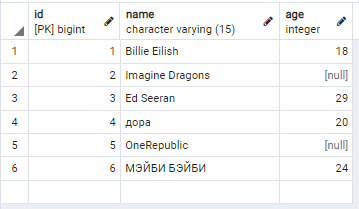 id name age
[PK] bigint character varying (15) integer
1 1 Billie Eilish 18
2 2 Imagine Dragons [null]
3 3 Ed Seeran 29
4 4 дора 20
5 5 OneRepublic [null]
6 6 МЭЙБИ БЭЙБИ 24